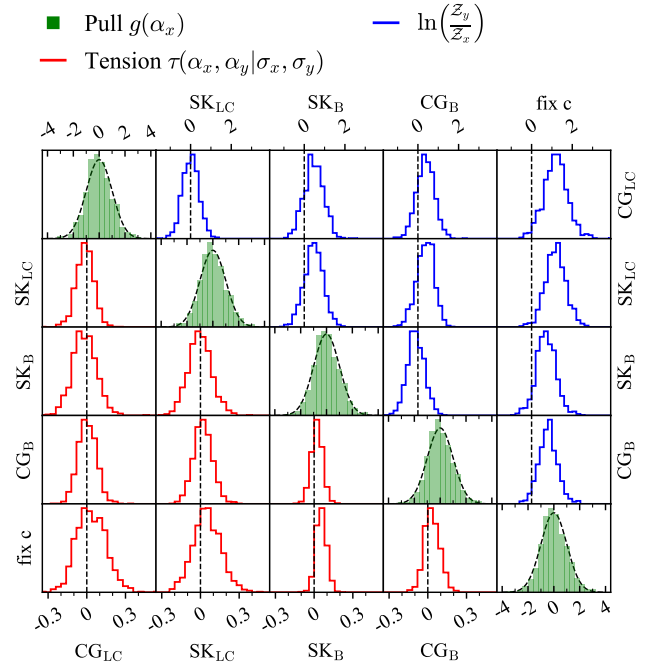 Pull g(αₓ) ln(𝒵_y/𝒵_x)
Tension τ(αₓ, α_y|σₓ, σ_y)
SK_LC SK_B CG_B fix c
−4 −2 0 2 4 0 2 0 2 0 2 0 2
CG_LC
SK_LC SK_LC
SK_B SK_B
CG_B CG_B
fix c
−0.3 0 0.3 −0.3 0 0.3 −0.3 0 0.3 −0.3 0 0.3 −4 −2 0 2 4
CG_LC SK_LC SK_B CG_B